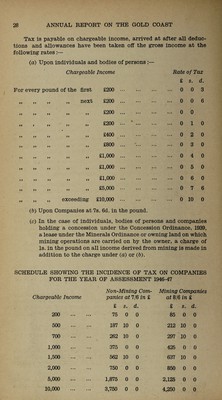 28 ANNUAL REPORT ON THE GOLD COAST
Tax is payable on chargeable income, arrived at after all deduc-
tions and allowances have been taken off the gross income at the
following rates :—
(a) Upon individuals and bodies of persons :—
Chargeable Income Rate of Tax
£ s. d.
For every pound of the first £200 ... ... ... ... 0 0 3
„ „ „ „ „ next £200 ... ... ... ... 0 0 6
„ „ „ „ „ £200 ... ... ... ... 0 0
„ „ „ „ „ £200 ... ... ... ... 0 1 0
„ „ „ „ „ £400 ... ... ... ... 0 2 0
„ „ „ „ „ £800 ... ... ... ... 0 3 0
„ „ „ „ „ £1,000 ... ... ... ... 0 4 0
„ „ „ „ „ £1,000 ... ... ... ... 0 5 0
„ „ „ „ „ £1,000 ... ... ... ... 0 6 0
„ „ „ „ „ £5,000 ... ... ... ... 0 7 6
„ „ „ exceeding £10,000 ... ... ... ... 0 10 0
(b) Upon Companies at 7s. 6d. in the pound.
(c) In the case of individuals, bodies of persons and companies
holding a concession under the Concession Ordinance, 1939,
a lease under the Minerals Ordinance or owning land on which
mining operations are carried on by the owner, a charge of
1s. in the pound on all income derived from mining is made in
addition to the charge under (a) or (b).
SCHEDULE SHOWING THE INCIDENCE OF TAX ON COMPANIES
FOR THE YEAR OF ASSESSMENT 1946-47
Non-Mining Com- Mining Companies
Chargeable Income panies at 7/6 in £ at 8/6 in £
£ s. d. £ s. d.
200 ... ... 75 0 0 85 0 0
500 ... ... 187 10 0 212 10 0
700 ... ... 262 10 0 297 10 0
1,000 ... ... 375 0 0 425 0 0
1,500 ... ... 562 10 0 637 10 0
2,000 ... ... 750 0 0 850 0 0
5,000 ... ... 1,875 0 0 2,125 0 0
10,000 ... ... 3,750 0 0 4,250 0 0